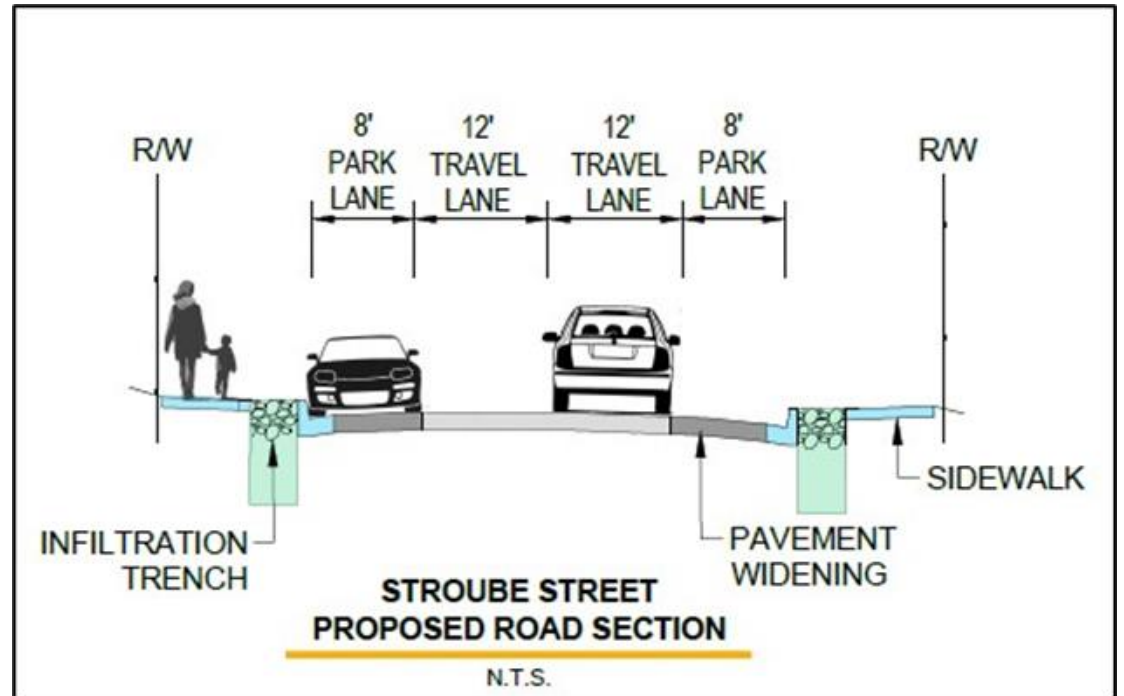 R/W
8'
PARK
LANE
12'
TRAVEL
LANE
12'
TRAVEL
LANE
8'
PARK
LANE
R/W
SIDEWALK
INFILTRATION
TRENCH
PAVEMENT
WIDENING
STROUBE STREET
PROPOSED ROAD SECTION
N.T.S.